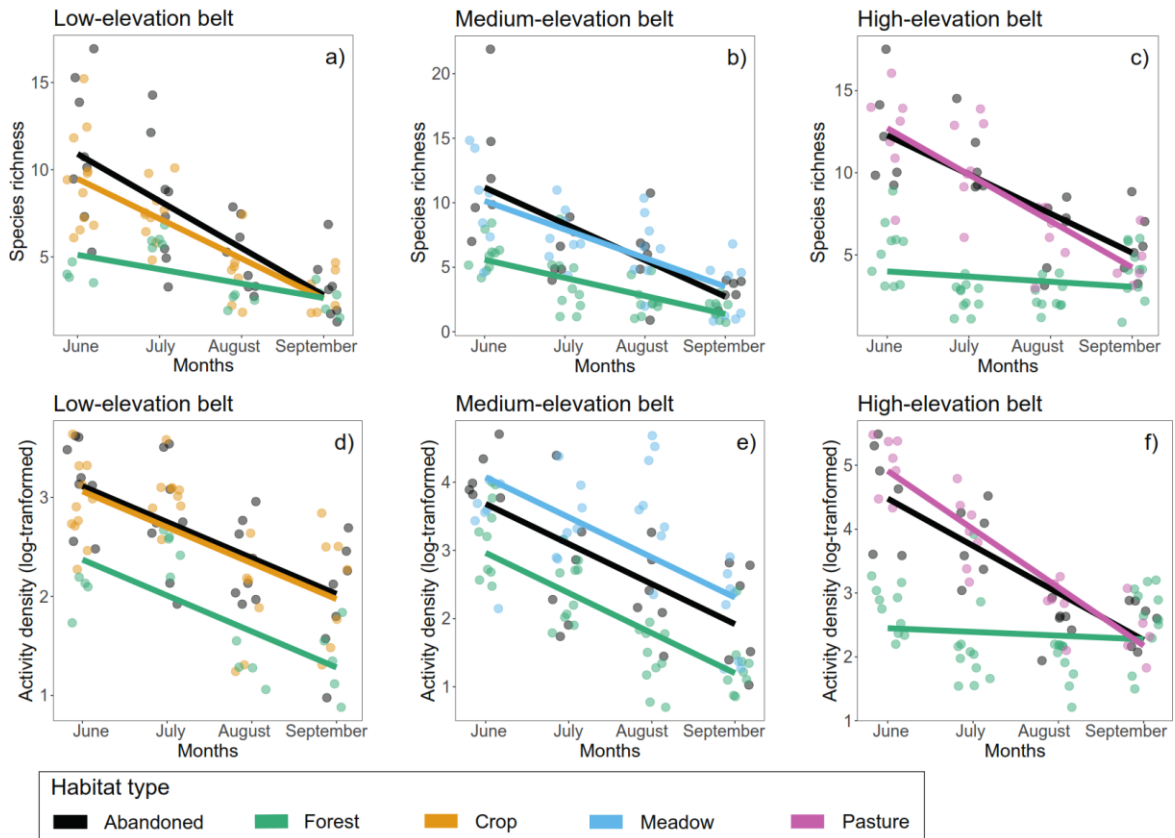 Low-elevation belt
a)
Species richness
15
10
5
June July August September
Months
Medium-elevation belt
b)
Species richness
20
15
10
5
0
June July August September
Months
High-elevation belt
c)
Species richness
15
10
5
June July August September
Months
Low-elevation belt
d)
Activity density (log-tranformed)
3
2
1
June July August September
Months
Medium-elevation belt
e)
Activity density (log-tranformed)
4
3
2
1
June July August September
Months
High-elevation belt
f)
Activity density (log-tranformed)
5
4
3
2
1
June July August September
Months
Habitat type
Abandoned Forest Crop Meadow Pasture